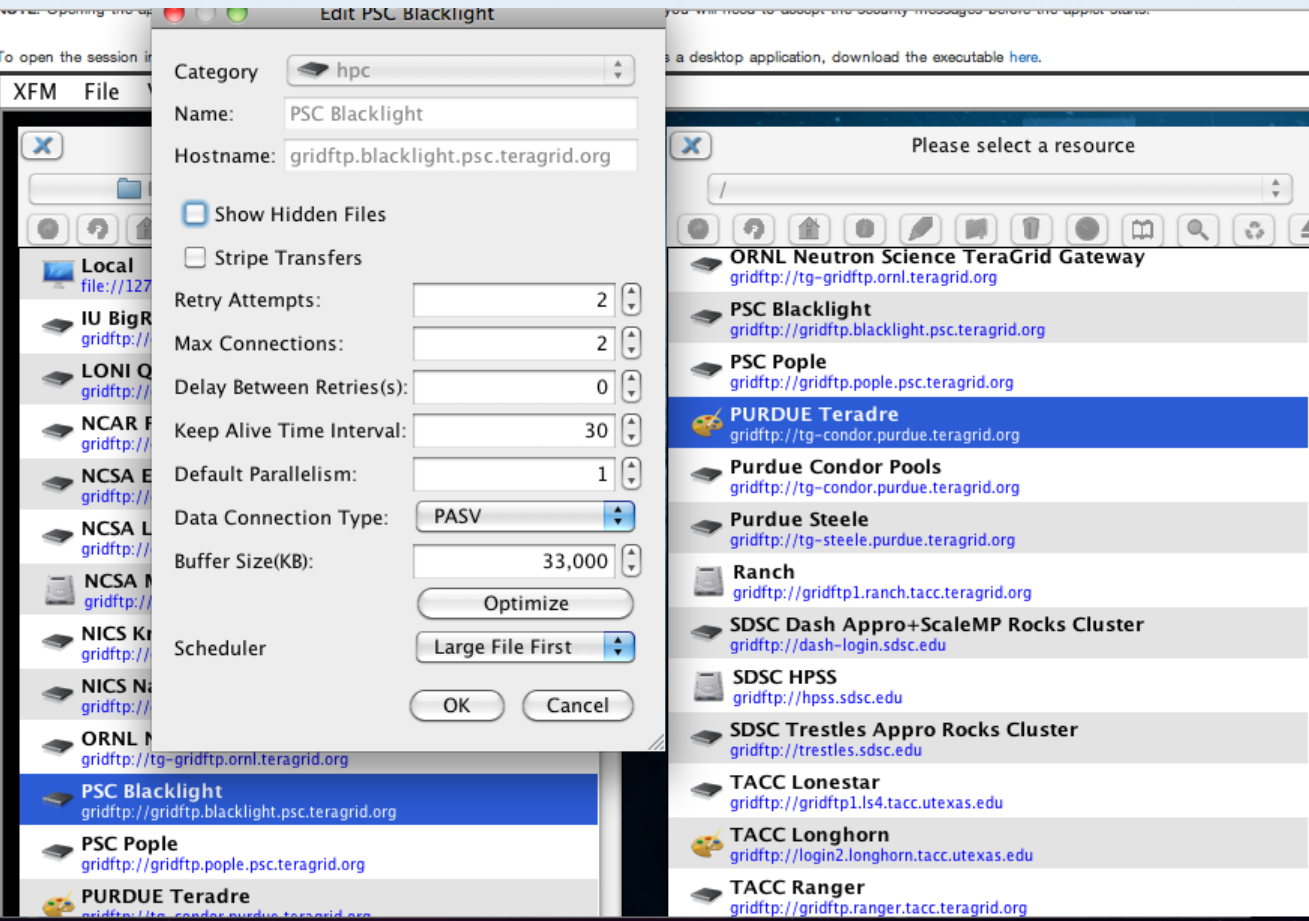 To open the session i
s a desktop application, download the executable here.
XFM File
Edit PSC Blacklight
Category hpc
Name: PSC Blacklight
Hostname: gridftp.blacklight.psc.teragrid.org
Show Hidden Files
Stripe Transfers
Retry Attempts: 2
Max Connections: 2
Delay Between Retries(s): 0
Keep Alive Time Interval: 30
Default Parallelism: 1
Data Connection Type: PASV
Buffer Size(KB): 33,000
Optimize
Scheduler Large File First
OK Cancel
Local
file://127
IU BigR
gridftp://
LONI Q
gridftp://
NCAR F
gridftp://
NCSA E
gridftp://
NCSA L
gridftp://
NCSA M
gridftp://
NICS Kr
gridftp://
NICS Na
gridftp://
ORNL N
gridftp://tg-gridftp.ornl.teragrid.org
PSC Blacklight
gridftp://gridftp.blacklight.psc.teragrid.org
PSC Pople
gridftp://gridftp.pople.psc.teragrid.org
PURDUE Teradre
gridftp://tg-condor.purdue.teragrid.org
Please select a resource
/
ORNL Neutron Science TeraGrid Gateway
gridftp://tg-gridftp.ornl.teragrid.org
PSC Blacklight
gridftp://gridftp.blacklight.psc.teragrid.org
PSC Pople
gridftp://gridftp.pople.psc.teragrid.org
PURDUE Teradre
gridftp://tg-condor.purdue.teragrid.org
Purdue Condor Pools
gridftp://tg-condor.purdue.teragrid.org
Purdue Steele
gridftp://tg-steele.purdue.teragrid.org
Ranch
gridftp://gridftp1.ranch.tacc.teragrid.org
SDSC Dash Appro+ScaleMP Rocks Cluster
gridftp://dash-login.sdsc.edu
SDSC HPSS
gridftp://hpss.sdsc.edu
SDSC Trestles Appro Rocks Cluster
gridftp://trestles.sdsc.edu
TACC Lonestar
gridftp://gridftp1.ls4.tacc.utexas.edu
TACC Longhorn
gridftp://login2.longhorn.tacc.utexas.edu
TACC Ranger
gridftp://gridftp.ranger.tacc.teragrid.org